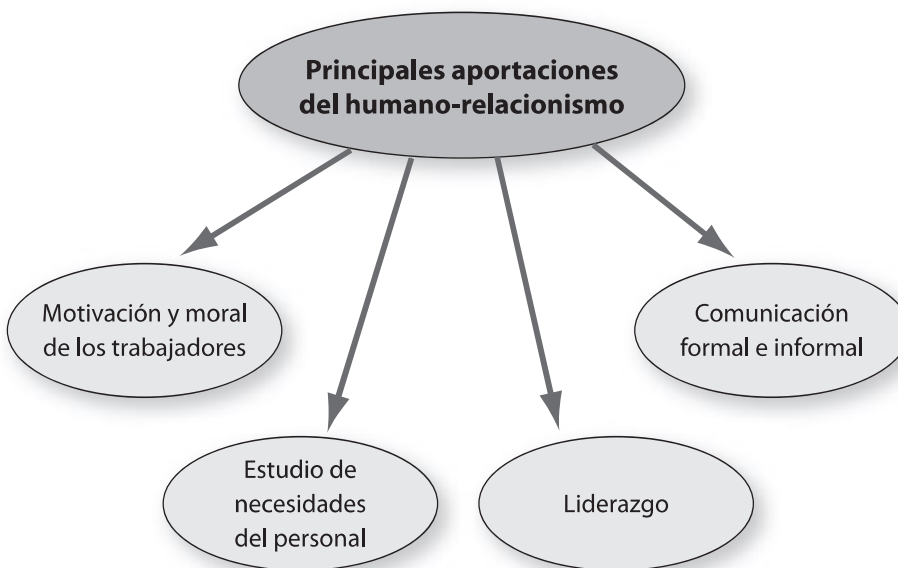 Principales aportaciones
del humano-relacionismo
Motivación y moral
de los trabajadores
Comunicación
formal e informal
Estudio de
necesidades
del personal
Liderazgo